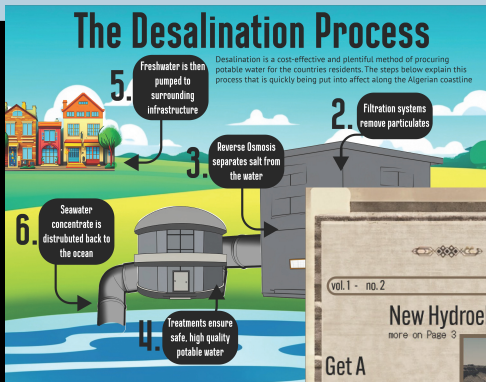 The Desalination Process
Desalination is a cost-effective and plentiful method of procuring
potable water for the countries residents. The steps below explain this
process that is quickly being put into affect along the Algerian coastline
5.
Freshwater is then
pumped to
surrounding
infrastructure
2.
Filtration systems
remove particulates
3.
Reverse Osmosis
separates salt from
the water
6.
Seawater
concentrate is
distrubuted back to
the ocean
4.
Treatments ensure
safe, high quality
potable water
vol. 1 - no. 2
New Hydroe
more on Page 3
Get A